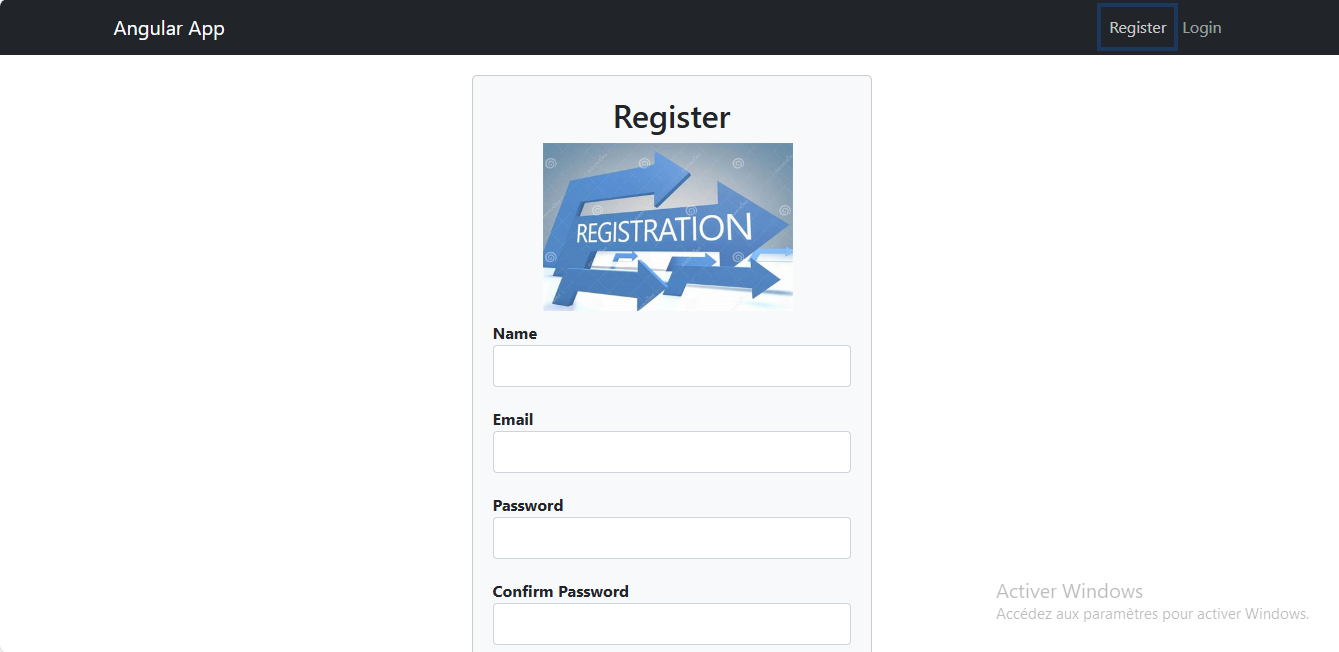 Angular App
Register
Login
Register
REGISTRATION
Name
Email
Password
Confirm Password
Activer Windows
Accédez aux paramètres pour activer Windows.